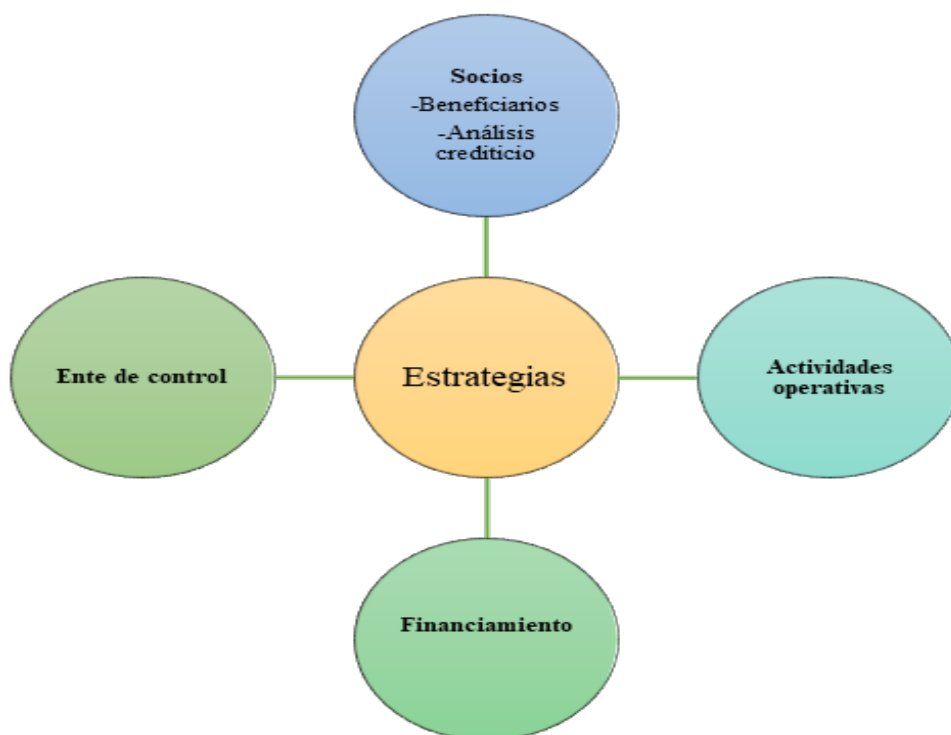 Socios
-Beneficiarios
-Análisis
crediticio
Ente de control
Estrategias
Actividades
operativas
Financiamiento